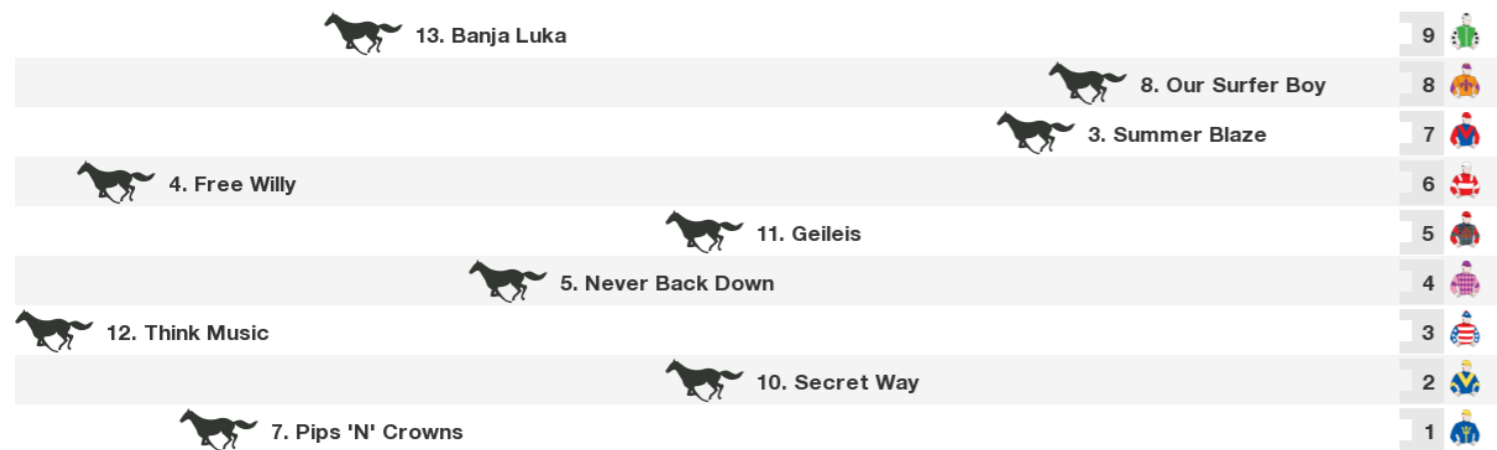 13. Banja Luka 9
8. Our Surfer Boy 8
3. Summer Blaze 7
4. Free Willy 6
11. Geileis 5
5. Never Back Down 4
12. Think Music 3
10. Secret Way 2
7. Pips 'N' Crowns 1